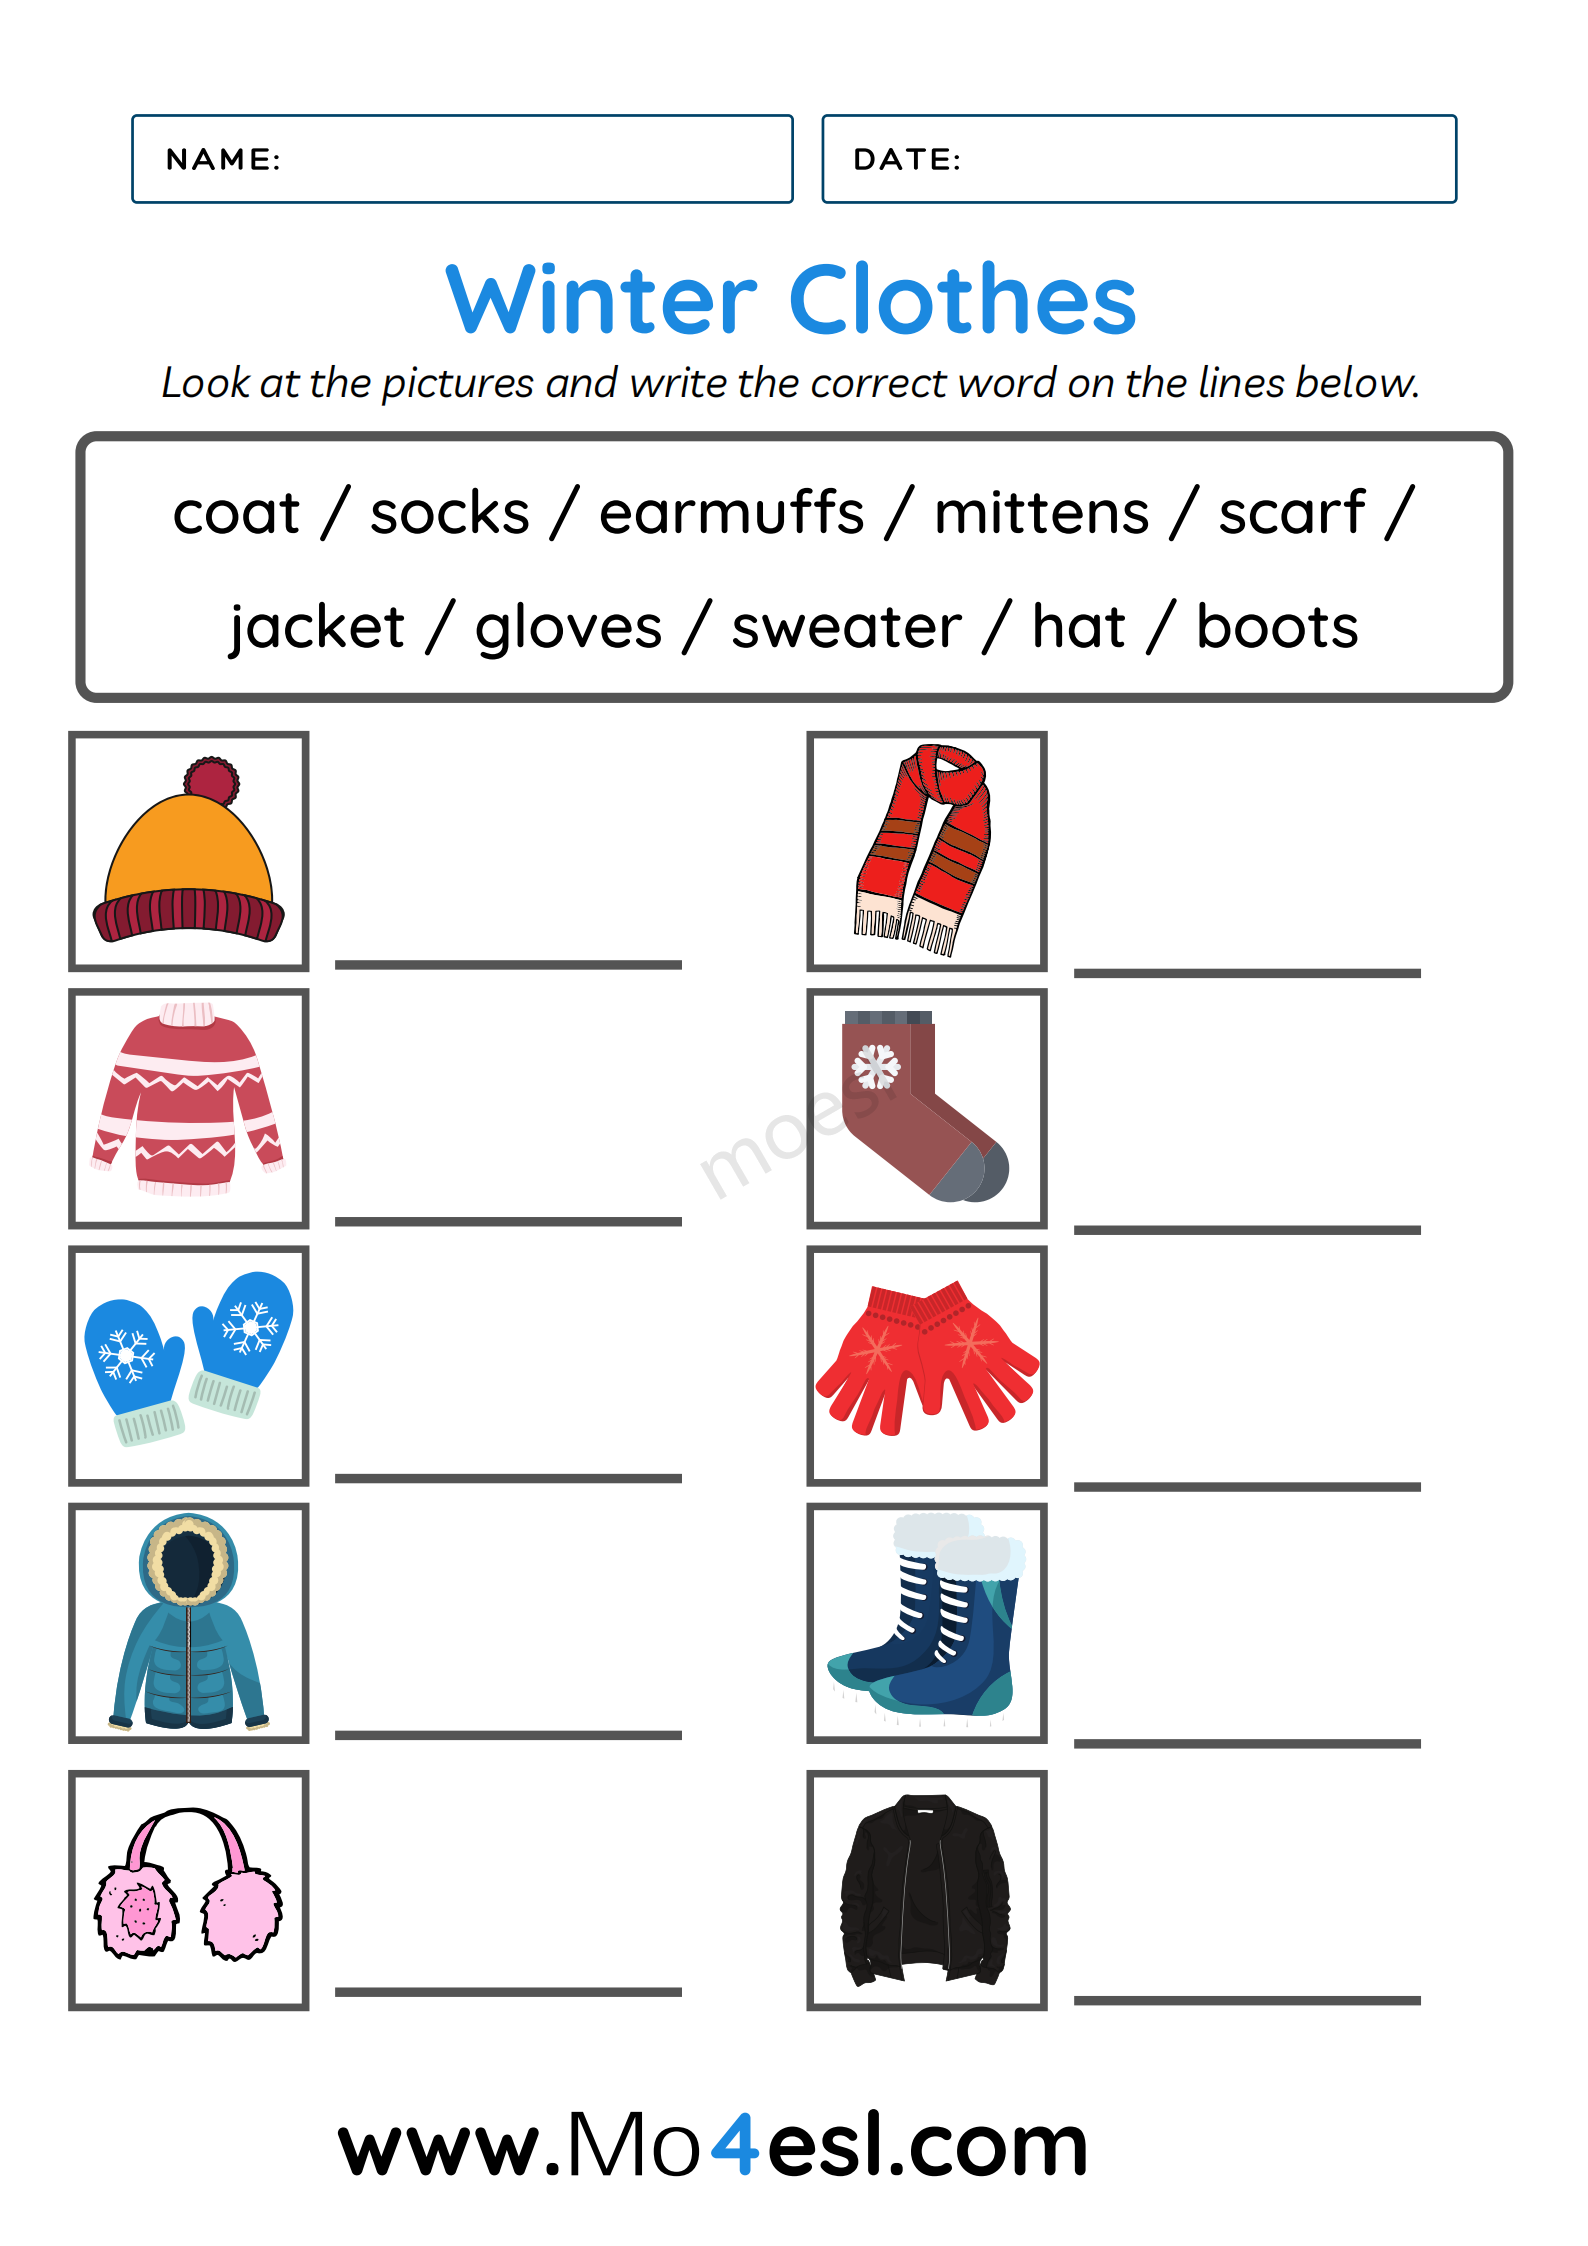 NAME:
DATE:
Winter Clothes
Look at the pictures and write the correct word on the lines below.
coat / socks / earmuffs / mittens / scarf /
jacket / gloves / sweater / hat / boots
moesl
www.Mo4esl.com